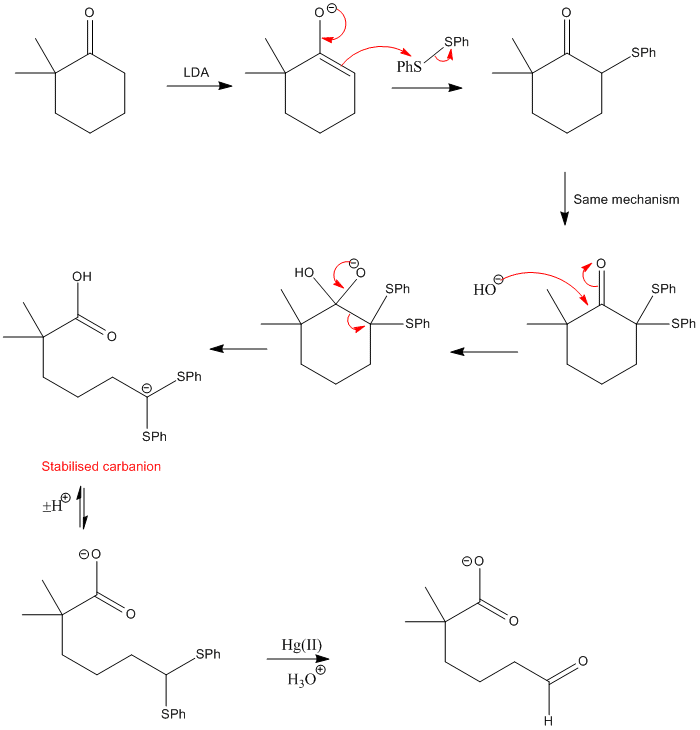 O
LDA
O⊖
PhS
SPh
O
SPh
Same mechanism
HO⊖
O
SPh
SPh
HO
O⊖
SPh
SPh
OH
O
⊖
SPh
SPh
Stabilised carbanion
±H⊕
⊖O
O
SPh
SPh
Hg(II)
H₃O⊕
⊖O
O
O
H